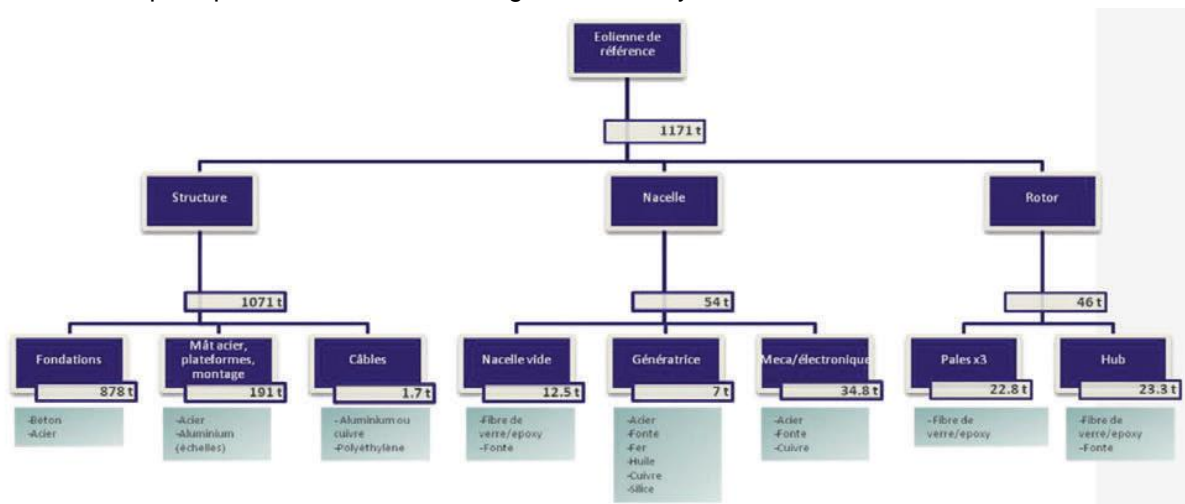 Eolienne de
référence
1171 t
Structure
Nacelle
Rotor
1071 t
54 t
46 t
Fondations
878 t
Mât acier,
plateformes,
montage
191 t
Câbles
1.7 t
Nacelle vide
12.5 t
Génératrice
7 t
Meca/électronique
34.8 t
Pales x3
22.8 t
Hub
23.3 t
-Beton
-Acier
-Acier
-Aluminium
(échelles)
- Aluminium ou
cuivre
-Polyéthylène
-Fibre de
verre/epoxy
-Fonte
-Acier
-Fonte
-Fer
-Huile
-Cuivre
-Silice
-Acier
-Fonte
-Cuivre
- Fibre de
verre/epoxy
-Fibre de
verre/epoxy
-Fonte